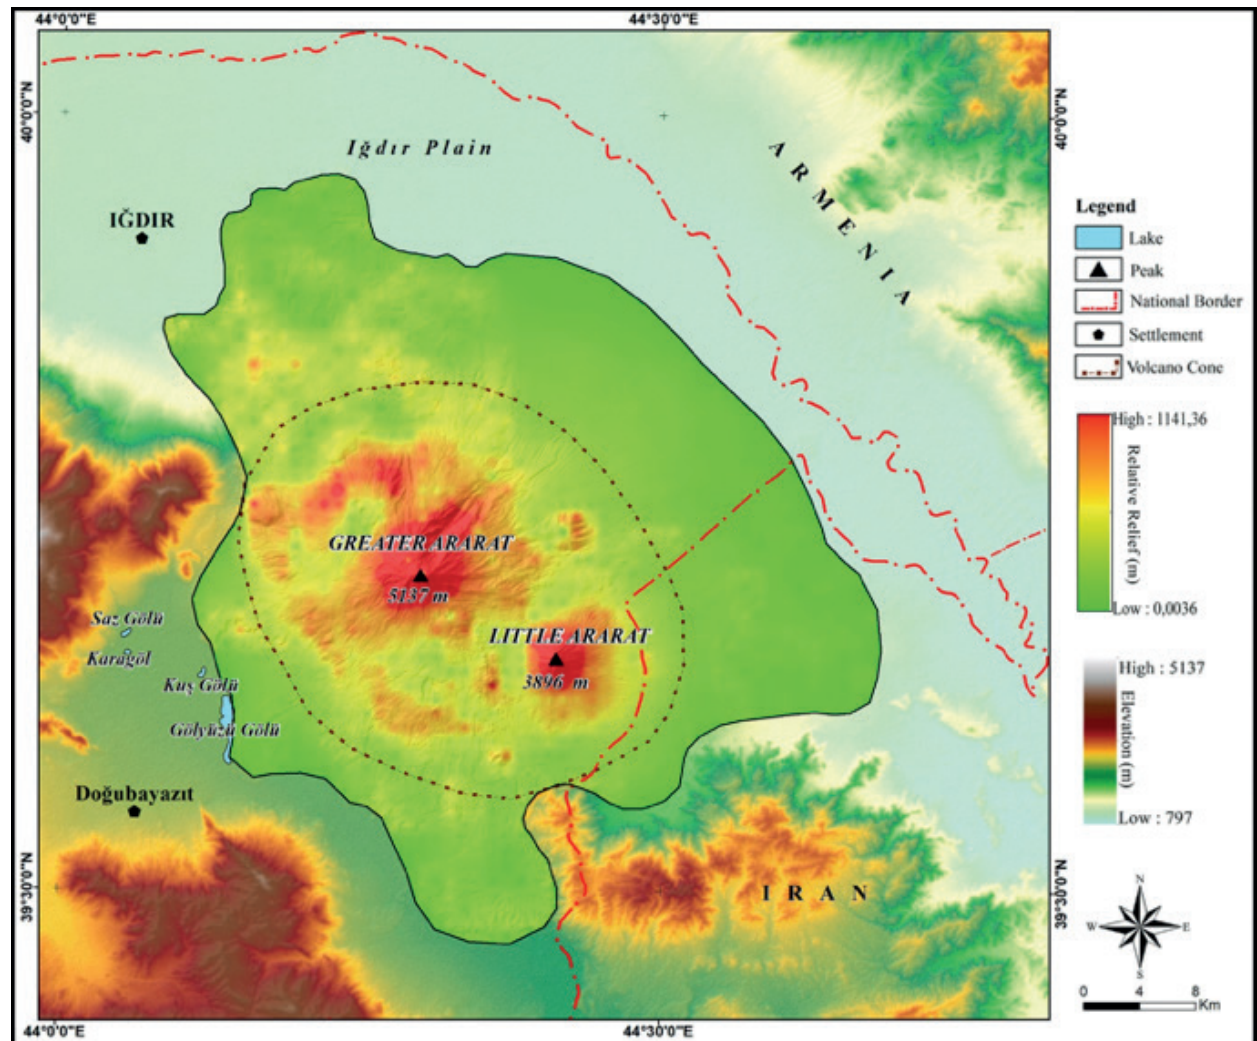 44°0'0"E 44°30'0"E
40°0'0"N 40°0'0"N
Iğdır Plain
ARMENIA
IĞDIR
Legend
Lake
Peak
National Border
Settlement
Volcano Cone
High : 1141,36
Relative Relief (m)
Low : 0,0036
GREATER ARARAT
5137 m
LITTLE ARARAT
3896 m
Saz Gölü
Karagöl
Kuş Gölü
Gölyüzü Gölü
Doğubayazıt
High : 5137
Elevation (m)
Low : 797
IRAN
39°30'0"N 39°30'0"N
N
W E
S
0 4 8
Km
44°0'0"E 44°30'0"E